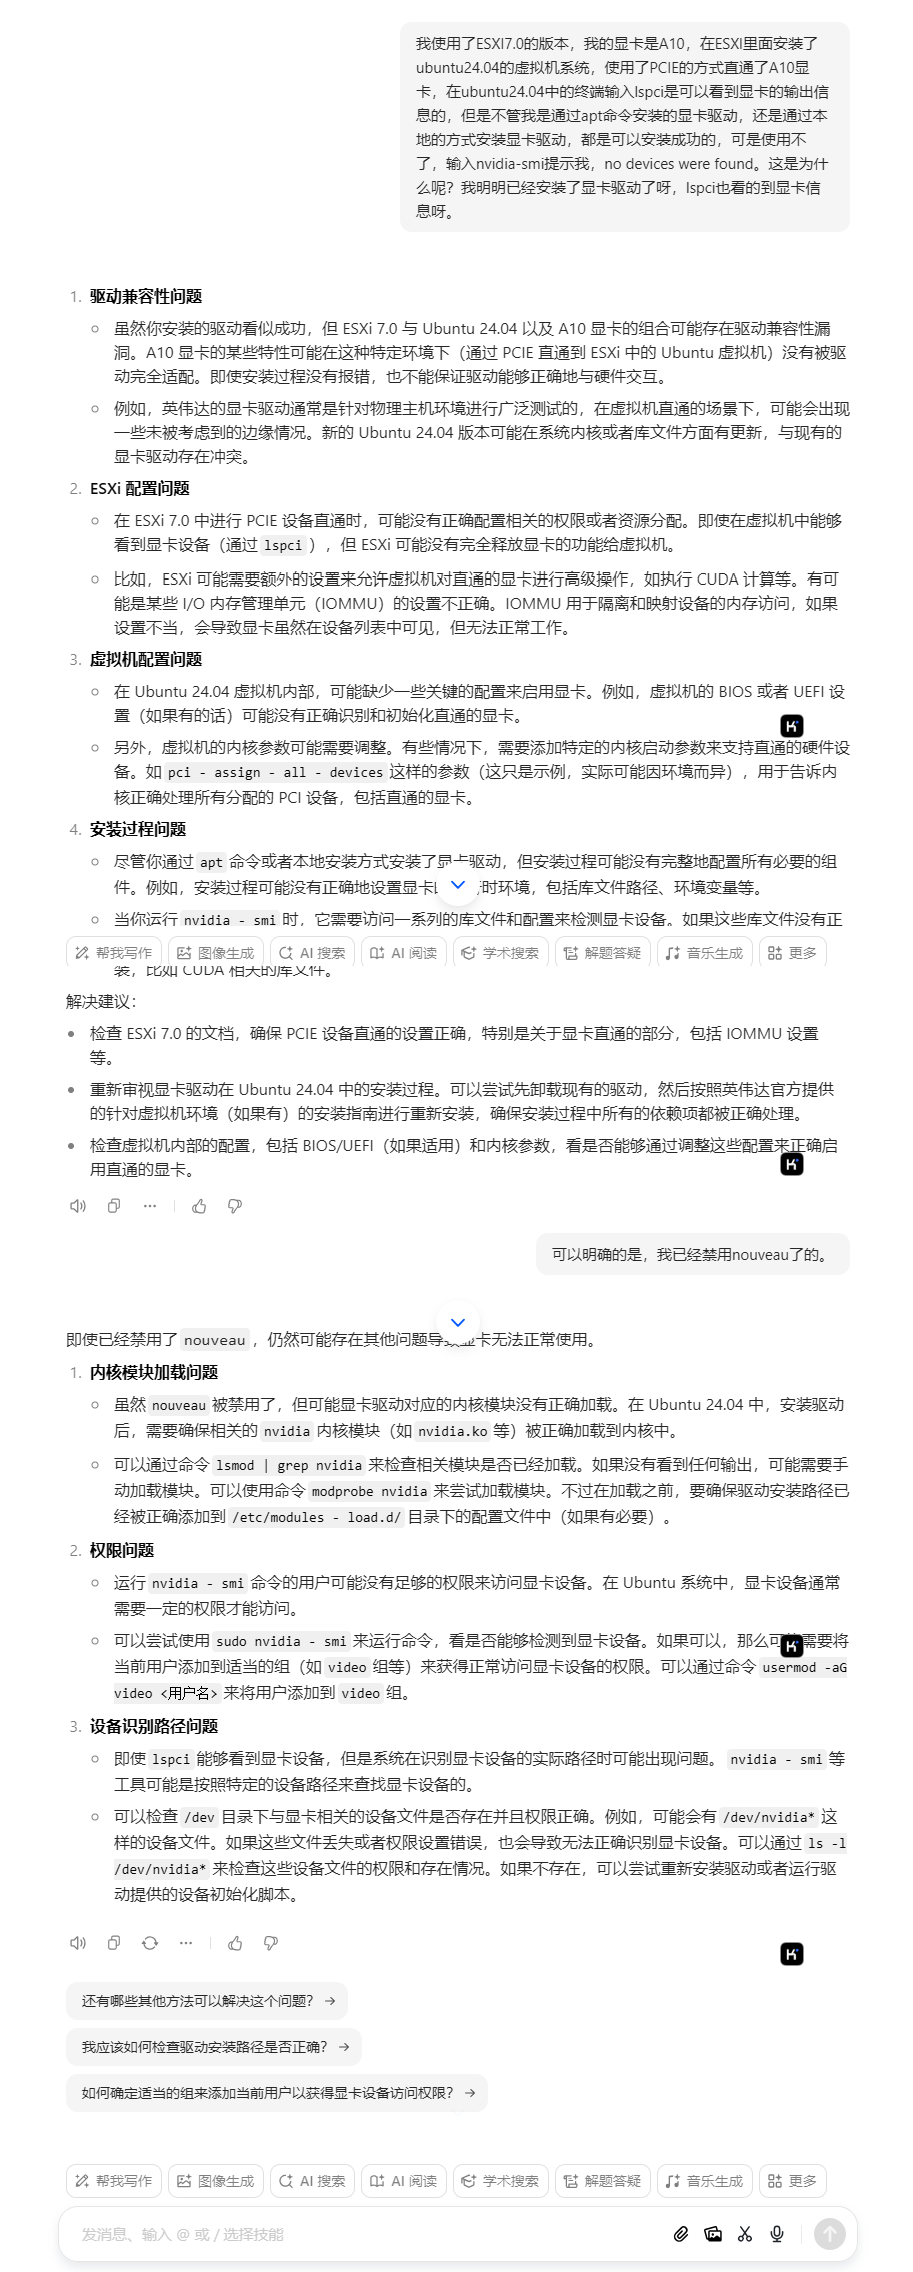 我使用了ESXI7.0的版本，我的显卡是A10，在ESXI里面安装了
ubuntu24.04的虚拟机系统，使用了PCIE的方式直通了A10显
卡，在ubuntu24.04中的终端输入lspci是可以看到显卡的输出信
息的，但是不管我是通过apt命令安装的显卡驱动，还是通过本
地的方式安装显卡驱动，都是可以安装成功的，可是使用不
了，输入nvidia-smi提示我，no devices were found。这是为什
么呢？我明明已经安装了显卡驱动了呀，lspci也看的到显卡信
息呀。
1. 驱动兼容性问题
虽然你安装的驱动看似成功，但 ESXi 7.0 与 Ubuntu 24.04 以及 A10 显卡的组合可能存在驱动兼容性漏
洞。A10 显卡的某些特性可能在这种特定环境下（通过 PCIE 直通到 ESXi 中的 Ubuntu 虚拟机）没有被驱
动完全适配。即使安装过程没有报错，也不能保证驱动能够正确地与硬件交互。
例如，英伟达的显卡驱动通常是针对物理主机环境进行广泛测试的，在虚拟机直通的场景下，可能会出现
一些未被考虑到的边缘情况。新的 Ubuntu 24.04 版本可能在系统内核或者库文件方面有更新，与现有的
显卡驱动存在冲突。
2. ESXi 配置问题
在 ESXi 7.0 中进行 PCIE 设备直通时，可能没有正确配置相关的权限或者资源分配。即使在虚拟机中能够
看到显卡设备（通过 lspci ），但 ESXi 可能没有完全释放显卡的功能给虚拟机。
比如，ESXi 可能需要额外的设置来允许虚拟机对直通的显卡进行高级操作，如执行 CUDA 计算等。有可
能是某些 I/O 内存管理单元（IOMMU）的设置不正确。IOMMU 用于隔离和映射设备的内存访问，如果
设置不当，会导致显卡虽然在设备列表中可见，但无法正常工作。
3. 虚拟机配置问题
在 Ubuntu 24.04 虚拟机内部，可能缺少一些关键的配置来启用显卡。例如，虚拟机的 BIOS 或者 UEFI 设
置（如果有的话）可能没有正确识别和初始化直通的显卡。
另外，虚拟机的内核参数可能需要调整。有些情况下，需要添加特定的内核启动参数来支持直通的硬件设
备。如 pci - assign - all - devices 这样的参数（这只是示例，实际可能因环境而异），用于告诉内
核正确处理所有分配的 PCI 设备，包括直通的显卡。
4. 安装过程问题
尽管你通过 apt 命令或者本地安装方式安装了显卡驱动，但安装过程可能没有完整地配置所有必要的组
件。例如，安装过程可能没有正确地设置显卡 时环境，包括库文件路径、环境变量等。
当你运行 nvidia - smi 时，它需要访问一系列的库文件和配置来检测显卡设备。如果这些库文件没有正
帮我写作 图像生成 AI 搜索 AI 阅读 学术搜索 解题答疑 音乐生成 更多
装，比如 CUDA 相关的库文件。
解决建议：
检查 ESXi 7.0 的文档，确保 PCIE 设备直通的设置正确，特别是关于显卡直通的部分，包括 IOMMU 设置
等。
重新审视显卡驱动在 Ubuntu 24.04 中的安装过程。可以尝试先卸载现有的驱动，然后按照英伟达官方提供
的针对虚拟机环境（如果有）的安装指南进行重新安装，确保安装过程中所有的依赖项都被正确处理。
检查虚拟机内部的配置，包括 BIOS/UEFI（如果适用）和内核参数，看是否能够通过调整这些配置来正确启
用直通的显卡。
可以明确的是，我已经禁用nouveau了的。
即使已经禁用了 nouveau ，仍然可能存在其他问题导致显卡无法正常使用。
1. 内核模块加载问题
虽然 nouveau 被禁用了，但可能显卡驱动对应的内核模块没有正确加载。在 Ubuntu 24.04 中，安装驱动
后，需要确保相关的 nvidia 内核模块（如 nvidia.ko 等）被正确加载到内核中。
可以通过命令 lsmod | grep nvidia 来检查相关模块是否已经加载。如果没有看到任何输出，可能需要手
动加载模块。可以使用命令 modprobe nvidia 来尝试加载模块。不过在加载之前，要确保驱动安装路径已
经被正确添加到 /etc/modules - load.d/ 目录下的配置文件中（如果有必要）。
2. 权限问题
运行 nvidia - smi 命令的用户可能没有足够的权限来访问显卡设备。在 Ubuntu 系统中，显卡设备通常
需要一定的权限才能访问。
可以尝试使用 sudo nvidia - smi 来运行命令，看是否能够检测到显卡设备。如果可以，那么可能需要将
当前用户添加到适当的组（如 video 组等）来获得正常访问显卡设备的权限。可以通过命令 usermod -aG
video <用户名> 来将用户添加到 video 组。
3. 设备识别路径问题
即使 lspci 能够看到显卡设备，但是系统在识别显卡设备的实际路径时可能出现问题。 nvidia - smi 等
工具可能是按照特定的设备路径来查找显卡设备的。
可以检查 /dev 目录下与显卡相关的设备文件是否存在并且权限正确。例如，可能会有 /dev/nvidia* 这
样的设备文件。如果这些文件丢失或者权限设置错误，也会导致无法正确识别显卡设备。可以通过 ls -l
/dev/nvidia* 来检查这些设备文件的权限和存在情况。如果不存在，可以尝试重新安装驱动或者运行驱
动提供的设备初始化脚本。
还有哪些其他方法可以解决这个问题？ →
我应该如何检查驱动安装路径是否正确？ →
如何确定适当的组来添加当前用户以获得显卡设备访问权限？ →
帮我写作 图像生成 AI 搜索 AI 阅读 学术搜索 解题答疑 音乐生成 更多
发消息、输入 @ 或 / 选择技能